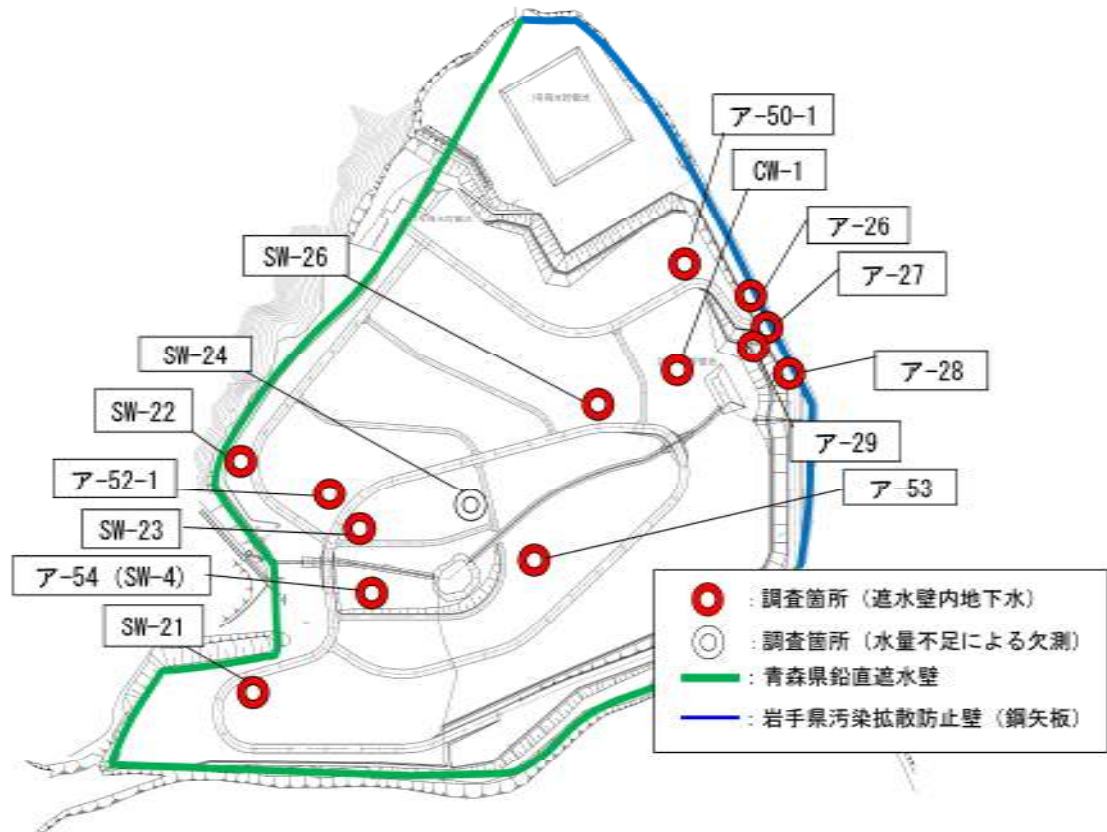 ア-50-1
CW-1
ア-26
SW-26
ア-27
SW-24
ア-28
SW-22
ア-29
ア-52-1
ア-53
SW-23
ア-54 (SW-4)
SW-21
：調査箇所（遮水壁内地下水）
：調査箇所（水量不足による欠測）
：青森県鉛直遮水壁
：岩手県汚染拡散防止壁（鋼矢板）